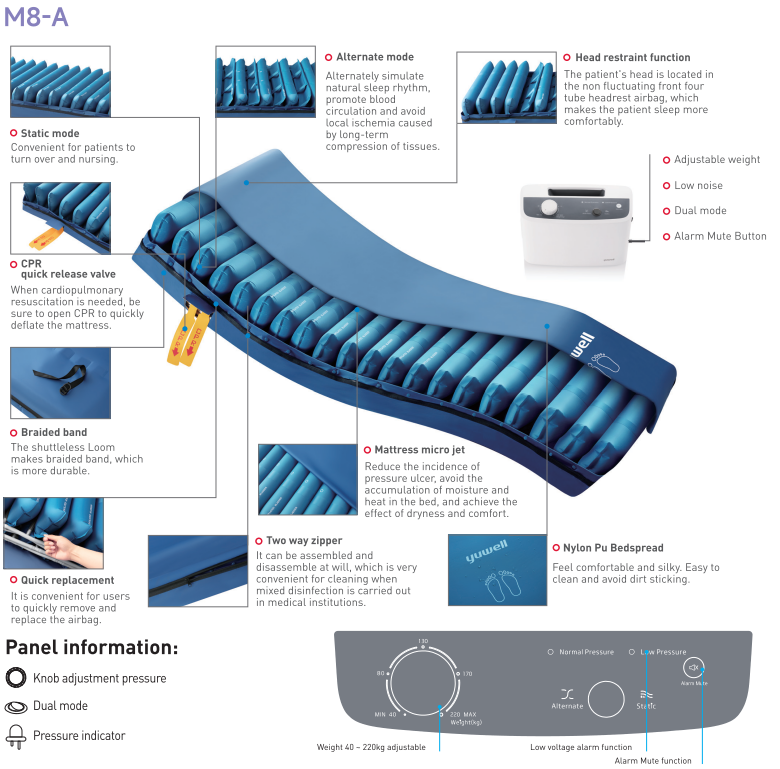 M8-A
Static mode
Convenient for patients to
turn over and nursing.
Alternate mode
Alternately simulate
natural sleep rhythm,
promote blood
circulation and avoid
local ischemia caused
by long-term
compression of tissues.
Head restraint function
The patient's head is located in
the non fluctuating front four
tube headrest airbag, which
makes the patient sleep more
comfortably.
Adjustable weight
Low noise
Dual mode
Alarm Mute Button
CPR
quick release valve
When cardiopulmonary
resuscitation is needed, be
sure to open CPR to quickly
deflate the mattress.
Braided band
The shuttleless Loom
makes braided band, which
is more durable.
yuwell
Mattress micro jet
Reduce the incidence of
pressure ulcer, avoid the
accumulation of moisture and
heat in the bed, and achieve the
effect of dryness and comfort.
Quick replacement
It is convenient for users
to quickly remove and
replace the airbag.
Two way zipper
It can be assembled and
disassemble at will, which is very
convenient for cleaning when
mixed disinfection is carried out
in medical institutions.
yuwell
Nylon Pu Bedspread
Feel comfortable and silky. Easy to
clean and avoid dirt sticking.
Panel information:
Knob adjustment pressure
Dual mode
Pressure indicator
130
80
170
MIN 40
220 MAX
Weight(kg)
Normal Pressure
Low Pressure
Alarm Mute
Alternate
Static
Weight 40 ~ 220kg adjustable
Low voltage alarm function
Alarm Mute function